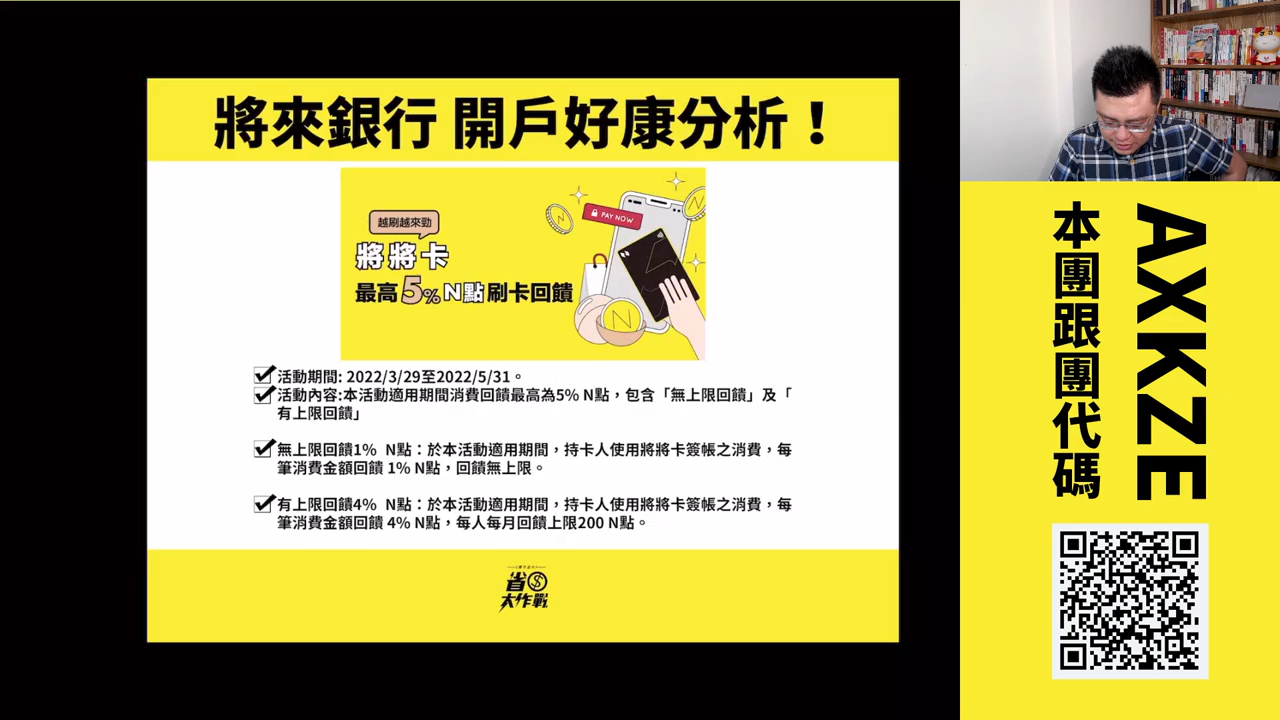 將來銀行 開戶好康分析！
越刷越來勁
將將卡
最高5%N點刷卡回饋
PAY NOW
活動期間: 2022/3/29至2022/5/31。
活動內容:本活動適用期間消費回饋最高為5% N點，包含「無上限回饋」及「
有上限回饋」
無上限回饋1% N點：於本活動適用期間，持卡人使用將將卡簽帳之消費，每
筆消費金額回饋 1% N點，回饋無上限。
有上限回饋4% N點：於本活動適用期間，持卡人使用將將卡簽帳之消費，每
筆消費金額回饋 4% N點，每人每月回饋上限200 N點。
省
大作戰
AXKZE
本團跟團代碼